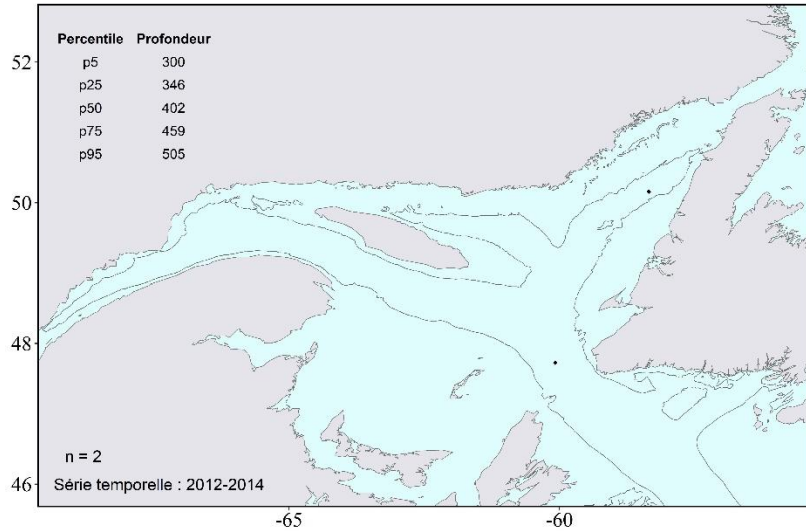 Percentile Profondeur
p5 300
p25 346
p50 402
p75 459
p95 505
52
50
48
46
n = 2
Série temporelle : 2012-2014
-65 -60